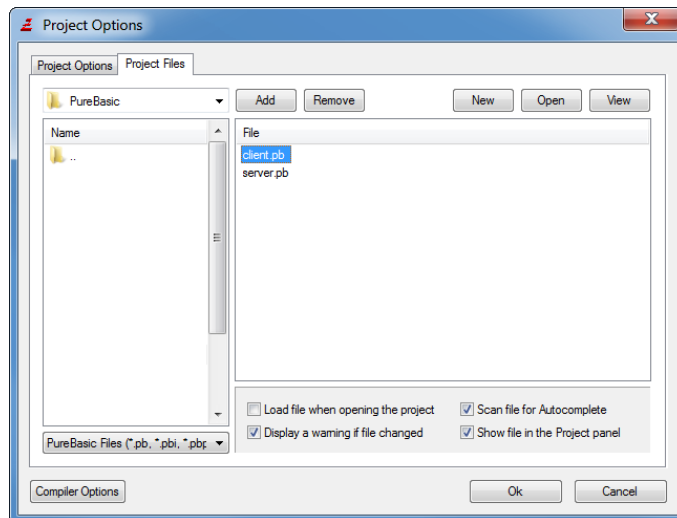 Project Options
Project Options Project Files
PureBasic Add Remove New Open View
Name File
.. client.pb
server.pb
Load file when opening the project Scan file for Autocomplete
Display a warning if file changed Show file in the Project panel
PureBasic Files (*.pb, *.pbi, *.pbp
Compiler Options Ok Cancel